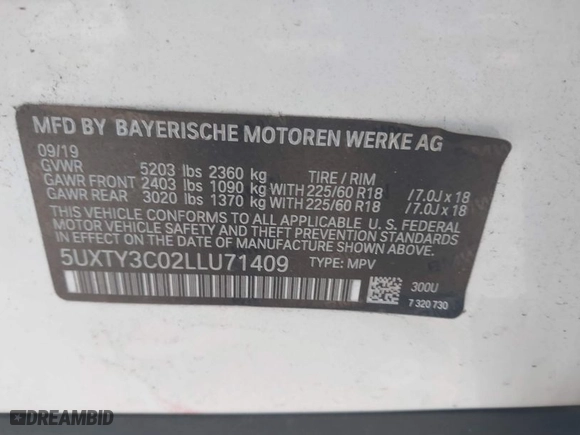 MFD BY BAYERISCHE MOTOREN WERKE AG
09/19
GVWR 5203 lbs 2360 kg TIRE / RIM
GAWR FRONT 2403 lbs 1090 kg WITH 225/60 R18 / 7.0J x 18
GAWR REAR 3020 lbs 1370 kg WITH 225/60 R18 / 7.0J x 18
THIS VEHICLE CONFORMS TO ALL APPLICABLE U. S. FEDERAL
MOTOR VEHICLE SAFETY AND THEFT PREVENTION STANDARDS
IN EFFECT ON THE DATE OF MANUFACTURE SHOWN ABOVE.
5UXTY3C02LLU71409 TYPE: MPV
300U
7 320 730
DREAMBID